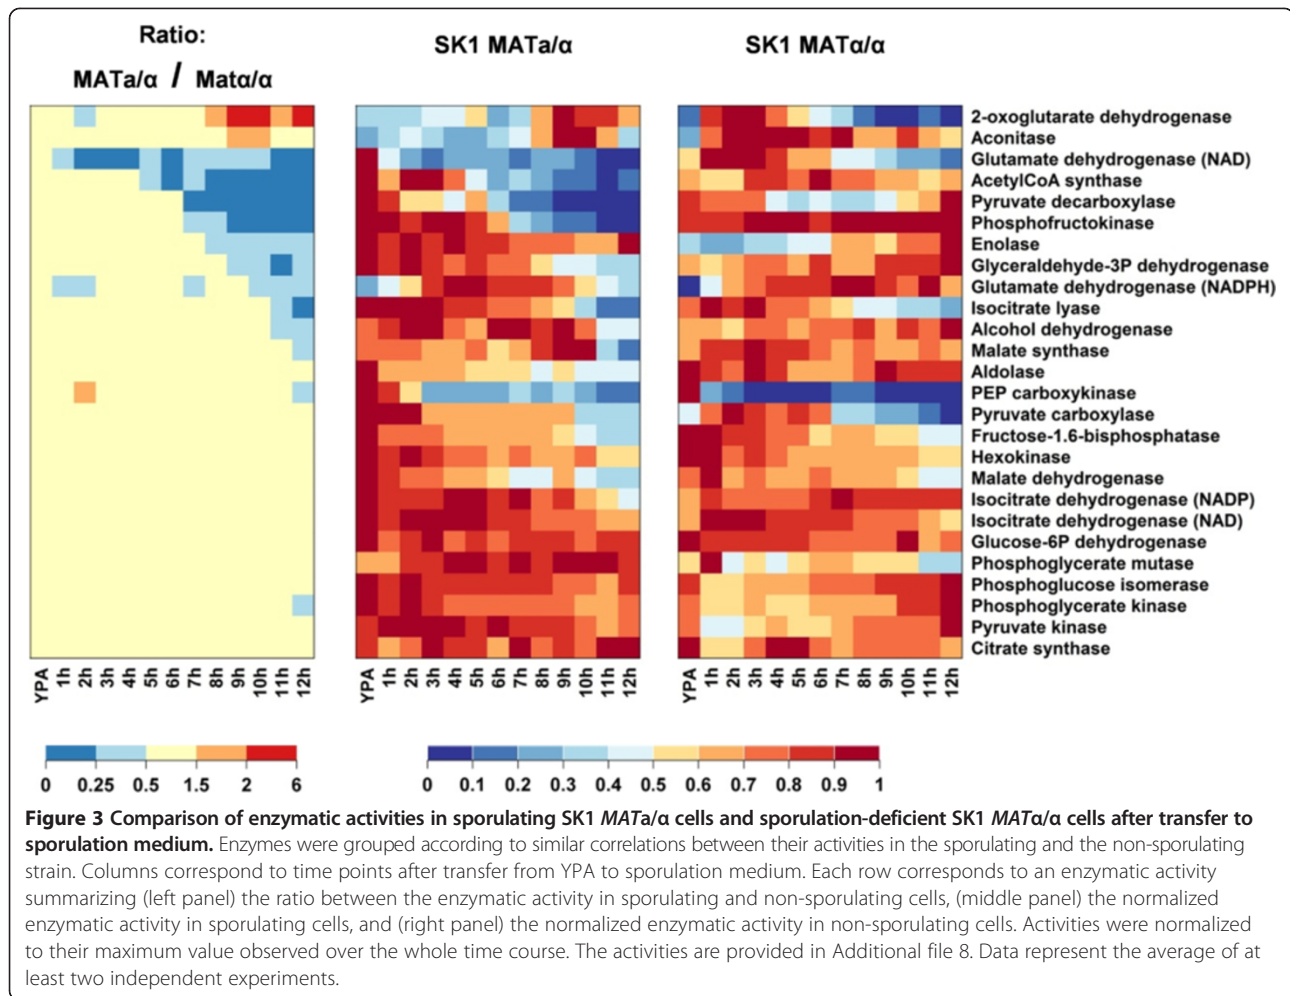 Ratio:
MATa/α / Matα/α
SK1 MATa/α
SK1 MATα/α
2-oxoglutarate dehydrogenase
Aconitase
Glutamate dehydrogenase (NAD)
AcetylCoA synthase
Pyruvate decarboxylase
Phosphofructokinase
Enolase
Glyceraldehyde-3P dehydrogenase
Glutamate dehydrogenase (NADPH)
Isocitrate lyase
Alcohol dehydrogenase
Malate synthase
Aldolase
PEP carboxykinase
Pyruvate carboxylase
Fructose-1.6-bisphosphatase
Hexokinase
Malate dehydrogenase
Isocitrate dehydrogenase (NADP)
Isocitrate dehydrogenase (NAD)
Glucose-6P dehydrogenase
Phosphoglycerate mutase
Phosphoglucose isomerase
Phosphoglycerate kinase
Pyruvate kinase
Citrate synthase
YPA 1h 2h 3h 4h 5h 6h 7h 8h 9h 10h 11h 12h
YPA 1h 2h 3h 4h 5h 6h 7h 8h 9h 10h 11h 12h
YPA 1h 2h 3h 4h 5h 6h 7h 8h 9h 10h 11h 12h
0 0.25 0.5 1.5 2 6
0 0.1 0.2 0.3 0.4 0.5 0.6 0.7 0.8 0.9 1
Figure 3 Comparison of enzymatic activities in sporulating SK1 MATa/α cells and sporulation-deficient SK1 MATα/α cells after transfer to
sporulation medium. Enzymes were grouped according to similar correlations between their activities in the sporulating and the non-sporulating
strain. Columns correspond to time points after transfer from YPA to sporulation medium. Each row corresponds to an enzymatic activity
summarizing (left panel) the ratio between the enzymatic activity in sporulating and non-sporulating cells, (middle panel) the normalized
enzymatic activity in sporulating cells, and (right panel) the normalized enzymatic activity in non-sporulating cells. Activities were normalized
to their maximum value observed over the whole time course. The activities are provided in Additional file 8. Data represent the average of at
least two independent experiments.